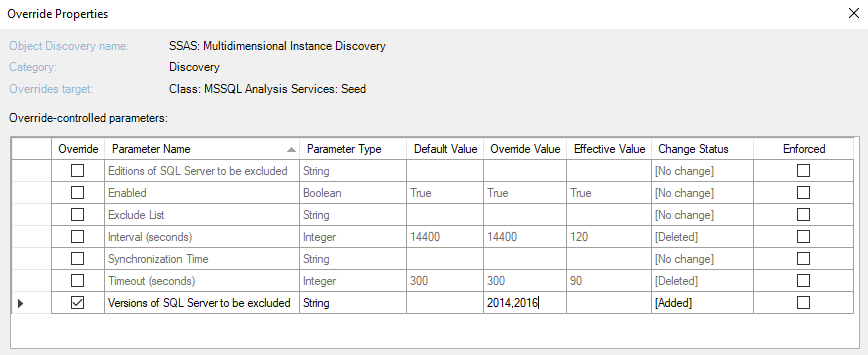 Override Properties
Object Discovery name: SSAS: Multidimensional Instance Discovery
Category: Discovery
Overrides target: Class: MSSQL Analysis Services: Seed
Override-controlled parameters:
Override Parameter Name Parameter Type Default Value Override Value Effective Value Change Status Enforced
Editions of SQL Server to be excluded String [No change]
Enabled Boolean True True True [No change]
Exclude List String [No change]
Interval (seconds) Integer 14400 14400 120 [Deleted]
Synchronization Time String [No change]
Timeout (seconds) Integer 300 300 90 [Deleted]
Versions of SQL Server to be excluded String 2014,2016 [Added]